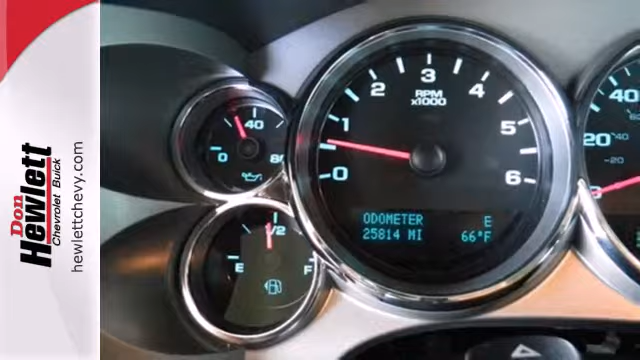 Don
Hewlett
Chevrolet Buick
hewlettchevy.com
0
40
80
E
1/2
F
0
1
2
3
4
5
6
RPM
x1000
ODOMETER E
25814 MI 66°F
40
20
20